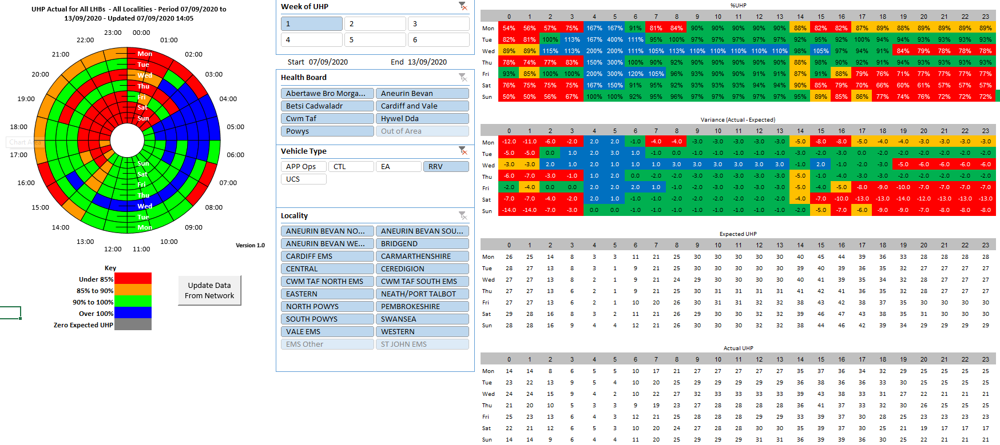 UHP Actual for All LHBs - All Localities - Period 07/09/2020 to
13/09/2020 - Updated 07/09/2020 14:05
23:00 00:00
22:00 01:00
21:00 02:00
20:00 03:00
19:00 04:00
18:00 05:00
17:00 06:00
16:00 07:00
15:00 08:00
14:00 09:00
13:00 10:00
12:00 11:00
Mon
Tue
Wed
Thu
Fri
Sat
Sun
Sun
Sat
Fri
Thu
Wed
Tue
Mon
Chart Area
Version 1.0
Key
Under 85%
85% to 90%
90% to 100%
Over 100%
Zero Expected UHP
Update Data
From Network
Week of UHP
1 2 3
4 5 6
Start 07/09/2020 End 13/09/2020
Health Board
Abertawe Bro Morga... Aneurin Bevan
Betsi Cadwaladr Cardiff and Vale
Cwm Taf Hywel Dda
Powys Out of Area
Vehicle Type
APP Ops CTL EA RRV
UCS
Locality
ANEURIN BEVAN NO... ANEURIN BEVAN SOU...
ANEURIN BEVAN WE... BRIDGEND
CARDIFF EMS CARMARTHENSHIRE
CENTRAL CEREDIGION
CWM TAF NORTH EMS CWM TAF SOUTH EMS
EASTERN NEATH/PORT TALBOT
NORTH POWYS PEMBROKESHIRE
SOUTH POWYS SWANSEA
VALE EMS WESTERN
EMS Other ST JOHN EMS
%UHP
0 1 2 3 4 5 6 7 8 9 10 11 12 13 14 15 16 17 18 19 20 21 22 23
Mon 54% 56% 57% 75% 167% 167% 91% 81% 84% 90% 90% 90% 90% 90% 88% 82% 82% 87% 89% 88% 89% 89% 89% 89%
Tue 82% 81% 100% 113% 167% 400% 111% 95% 100% 97% 97% 97% 97% 97% 92% 95% 92% 100% 94% 94% 93% 93% 93% 93%
Wed 89% 89% 115% 113% 200% 200% 111% 105% 113% 110% 110% 110% 110% 110% 98% 105% 97% 94% 91% 84% 79% 78% 78% 78%
Thu 78% 74% 77% 83% 150% 300% 100% 90% 92% 90% 90% 90% 90% 90% 88% 98% 90% 92% 91% 94% 93% 93% 93% 93%
Fri 93% 85% 100% 100% 200% 300% 120% 105% 96% 93% 90% 90% 91% 91% 87% 91% 88% 79% 76% 71% 77% 77% 77% 77%
Sat 76% 75% 75% 75% 167% 150% 91% 95% 92% 93% 93% 93% 94% 94% 90% 85% 79% 70% 66% 60% 61% 57% 57% 57%
Sun 50% 50% 56% 67% 100% 100% 92% 95% 96% 97% 97% 97% 97% 97% 95% 89% 85% 86% 77% 74% 76% 72% 72% 72%
Variance (Actual - Expected)
0 1 2 3 4 5 6 7 8 9 10 11 12 13 14 15 16 17 18 19 20 21 22 23
Mon -12.0 -11.0 -6.0 -2.0 2.0 2.0 -1.0 -4.0 -4.0 -3.0 -3.0 -3.0 -3.0 -3.0 -5.0 -8.0 -8.0 -5.0 -4.0 -4.0 -3.0 -3.0 -3.0 -3.0
Tue -5.0 -5.0 0.0 1.0 2.0 3.0 1.0 -1.0 0.0 -1.0 -1.0 -1.0 -1.0 -1.0 -3.0 -2.0 -3.0 0.0 -2.0 -2.0 -2.0 -2.0 -2.0 -2.0
Wed -3.0 -3.0 2.0 1.0 2.0 1.0 1.0 1.0 3.0 3.0 3.0 3.0 3.0 3.0 -1.0 2.0 -1.0 -2.0 -3.0 -5.0 -6.0 -6.0 -6.0 -6.0
Thu -6.0 -7.0 -3.0 -1.0 1.0 2.0 0.0 -2.0 -2.0 -3.0 -3.0 -3.0 -3.0 -3.0 -5.0 -1.0 -4.0 -3.0 -3.0 -2.0 -2.0 -2.0 -2.0 -2.0
Fri -2.0 -4.0 0.0 0.0 2.0 2.0 2.0 1.0 -1.0 -2.0 -3.0 -3.0 -3.0 -3.0 -5.0 -4.0 -5.0 -8.0 -9.0 -10.0 -7.0 -7.0 -7.0 -7.0
Sat -7.0 -7.0 -4.0 -2.0 2.0 1.0 -1.0 -1.0 -2.0 -2.0 -2.0 -2.0 -2.0 -2.0 -4.0 -7.0 -10.0 -13.0 -13.0 -14.0 -12.0 -13.0 -13.0 -13.0
Sun -14.0 -14.0 -7.0 -3.0 0.0 0.0 -1.0 -1.0 -1.0 -1.0 -1.0 -1.0 -1.0 -1.0 -2.0 -5.0 -7.0 -6.0 -9.0 -9.0 -7.0 -8.0 -8.0 -8.0
Expected UHP
0 1 2 3 4 5 6 7 8 9 10 11 12 13 14 15 16 17 18 19 20 21 22 23
Mon 26 25 14 8 3 3 11 21 25 30 30 30 30 30 40 45 44 39 36 33 28 28 28 28
Tue 28 27 13 8 3 1 9 21 25 30 30 30 30 30 39 40 39 36 35 32 27 27 27 27
Wed 27 27 13 8 2 1 9 21 24 29 30 30 30 30 40 41 39 35 34 32 28 27 27 27
Thu 27 27 13 6 2 1 9 21 25 30 31 31 31 31 41 42 41 36 35 32 28 27 27 27
Fri 27 27 13 6 2 1 10 20 26 30 31 31 32 32 38 43 42 38 37 35 30 30 30 30
Sat 29 28 16 8 3 2 11 21 26 29 30 30 32 32 39 46 47 43 38 35 31 30 30 30
Sun 28 28 16 9 4 4 12 21 26 30 30 30 32 32 38 44 46 42 39 34 29 29 29 29
Actual UHP
0 1 2 3 4 5 6 7 8 9 10 11 12 13 14 15 16 17 18 19 20 21 22 23
Mon 14 14 8 6 5 5 10 17 21 27 27 27 27 27 35 37 36 34 32 29 25 25 25 25
Tue 23 22 13 9 5 4 10 20 25 29 29 29 29 29 36 38 36 36 33 30 25 25 25 25
Wed 24 24 15 9 4 2 10 22 27 32 33 33 33 33 39 43 38 33 31 27 22 21 21 21
Thu 21 20 10 5 3 3 9 19 23 27 28 28 28 28 36 41 37 33 32 30 26 25 25 25
Fri 25 23 13 6 4 3 12 21 25 28 28 28 29 29 33 39 37 30 28 25 23 23 23 23
Sat 22 21 12 6 5 3 10 20 24 27 28 28 30 30 35 39 37 30 25 21 19 17 17 17
Sun 14 14 9 6 4 4 11 20 25 29 29 29 31 31 36 39 39 36 30 25 22 21 21 21